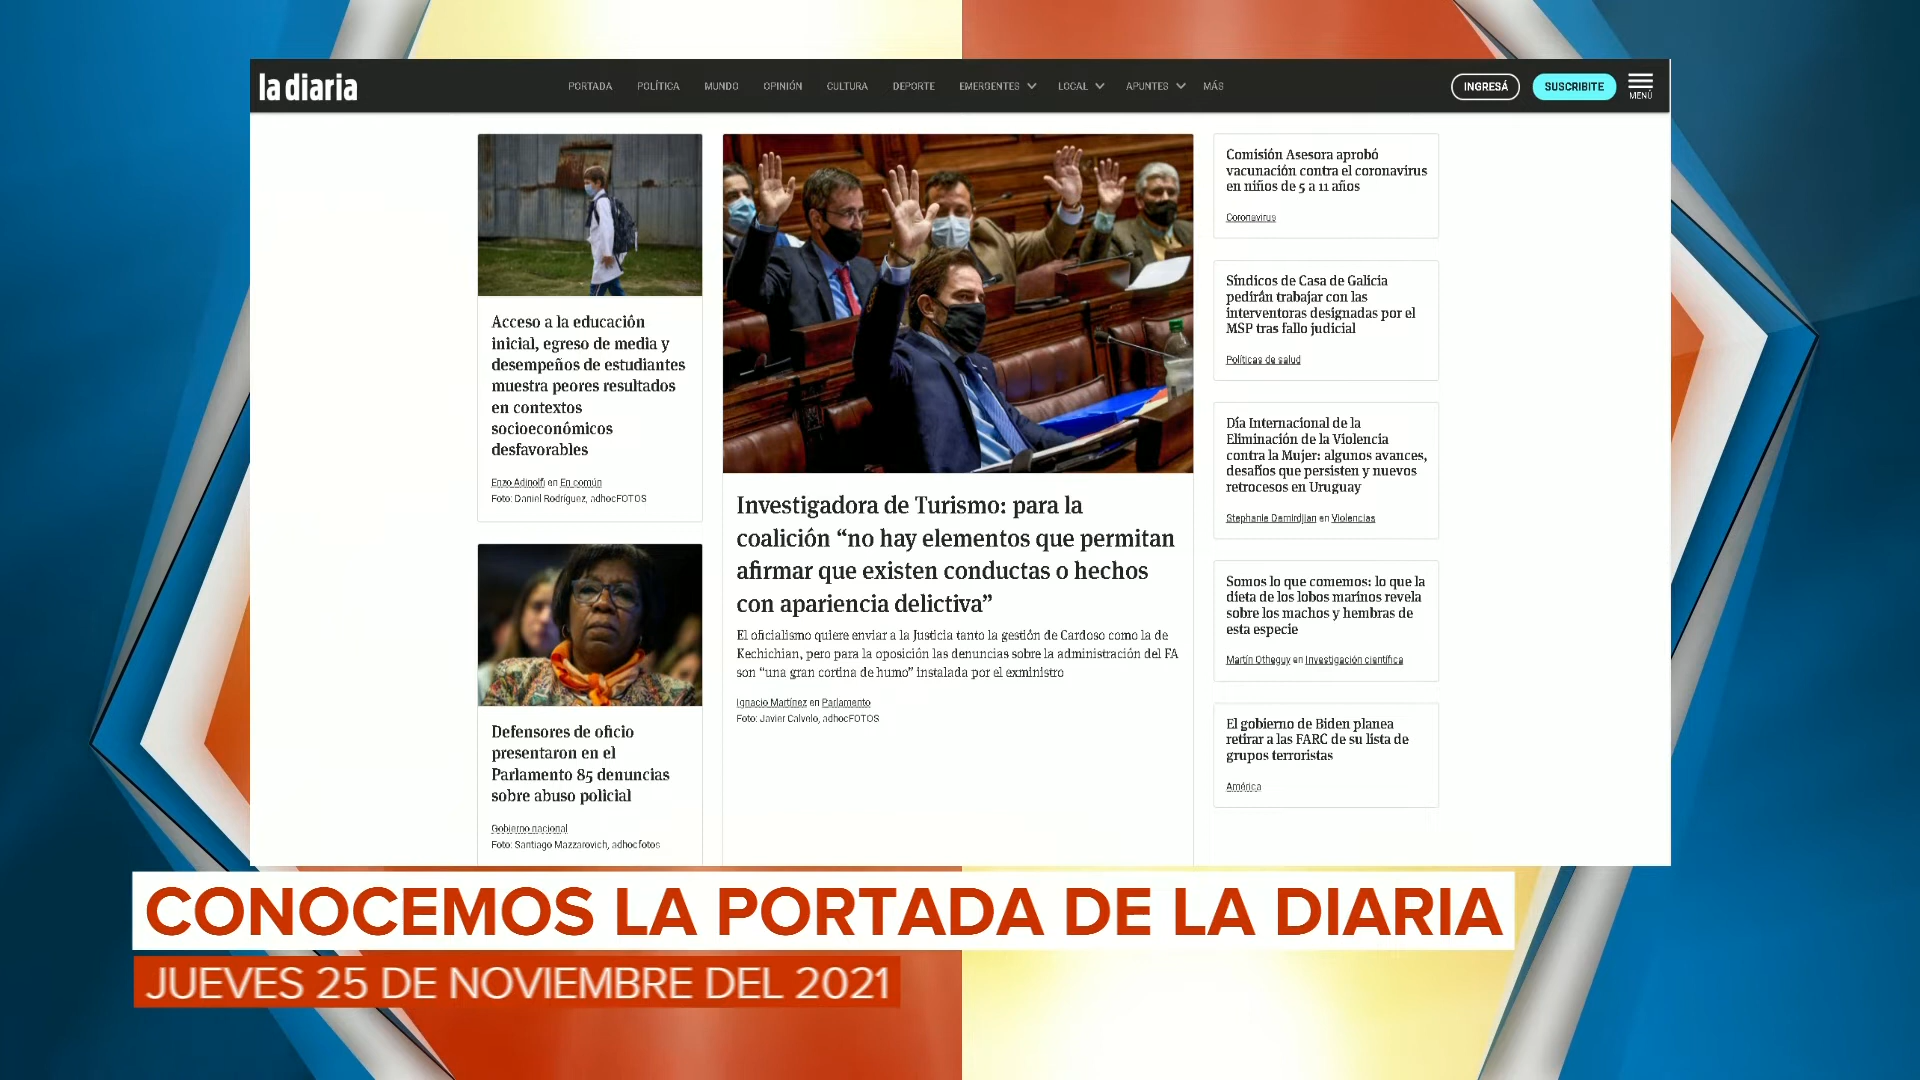 la diaria
PORTADA POLÍTICA MUNDO OPINIÓN CULTURA DEPORTE EMERGENTES LOCAL APUNTES MÁS
INGRESÁ SUSCRIBITE MENÚ
Acceso a la educación
inicial, egreso de media y
desempeños de estudiantes
muestra peores resultados
en contextos
socioeconómicos
desfavorables
Enzo Adinolfi en En común
Foto: Daniel Rodríguez, adhocFOTOS
Defensores de oficio
presentaron en el
Parlamento 85 denuncias
sobre abuso policial
Gobierno nacional
Foto: Santiago Mazzarovich, adhocfotos
Investigadora de Turismo: para la
coalición “no hay elementos que permitan
afirmar que existen conductas o hechos
con apariencia delictiva”
El oficialismo quiere enviar a la Justicia tanto la gestión de Cardoso como la de
Kechichian, pero para la oposición las denuncias sobre la administración del FA
son “una gran cortina de humo” instalada por el exministro
Ignacio Martínez en Parlamento
Foto: Javier Calvelo, adhocFOTOS
Comisión Asesora aprobó
vacunación contra el coronavirus
en niños de 5 a 11 años
Coronavirus
Síndicos de Casa de Galicia
pedirán trabajar con las
interventoras designadas por el
MSP tras fallo judicial
Políticas de salud
Día Internacional de la
Eliminación de la Violencia
contra la Mujer: algunos avances,
desafíos que persisten y nuevos
retrocesos en Uruguay
Stephanie Demirdjian en Violencias
Somos lo que comemos: lo que la
dieta de los lobos marinos revela
sobre los machos y hembras de
esta especie
Martín Otheguy en Investigación científica
El gobierno de Biden planea
retirar a las FARC de su lista de
grupos terroristas
América
CONOCEMOS LA PORTADA DE LA DIARIA
JUEVES 25 DE NOVIEMBRE DEL 2021